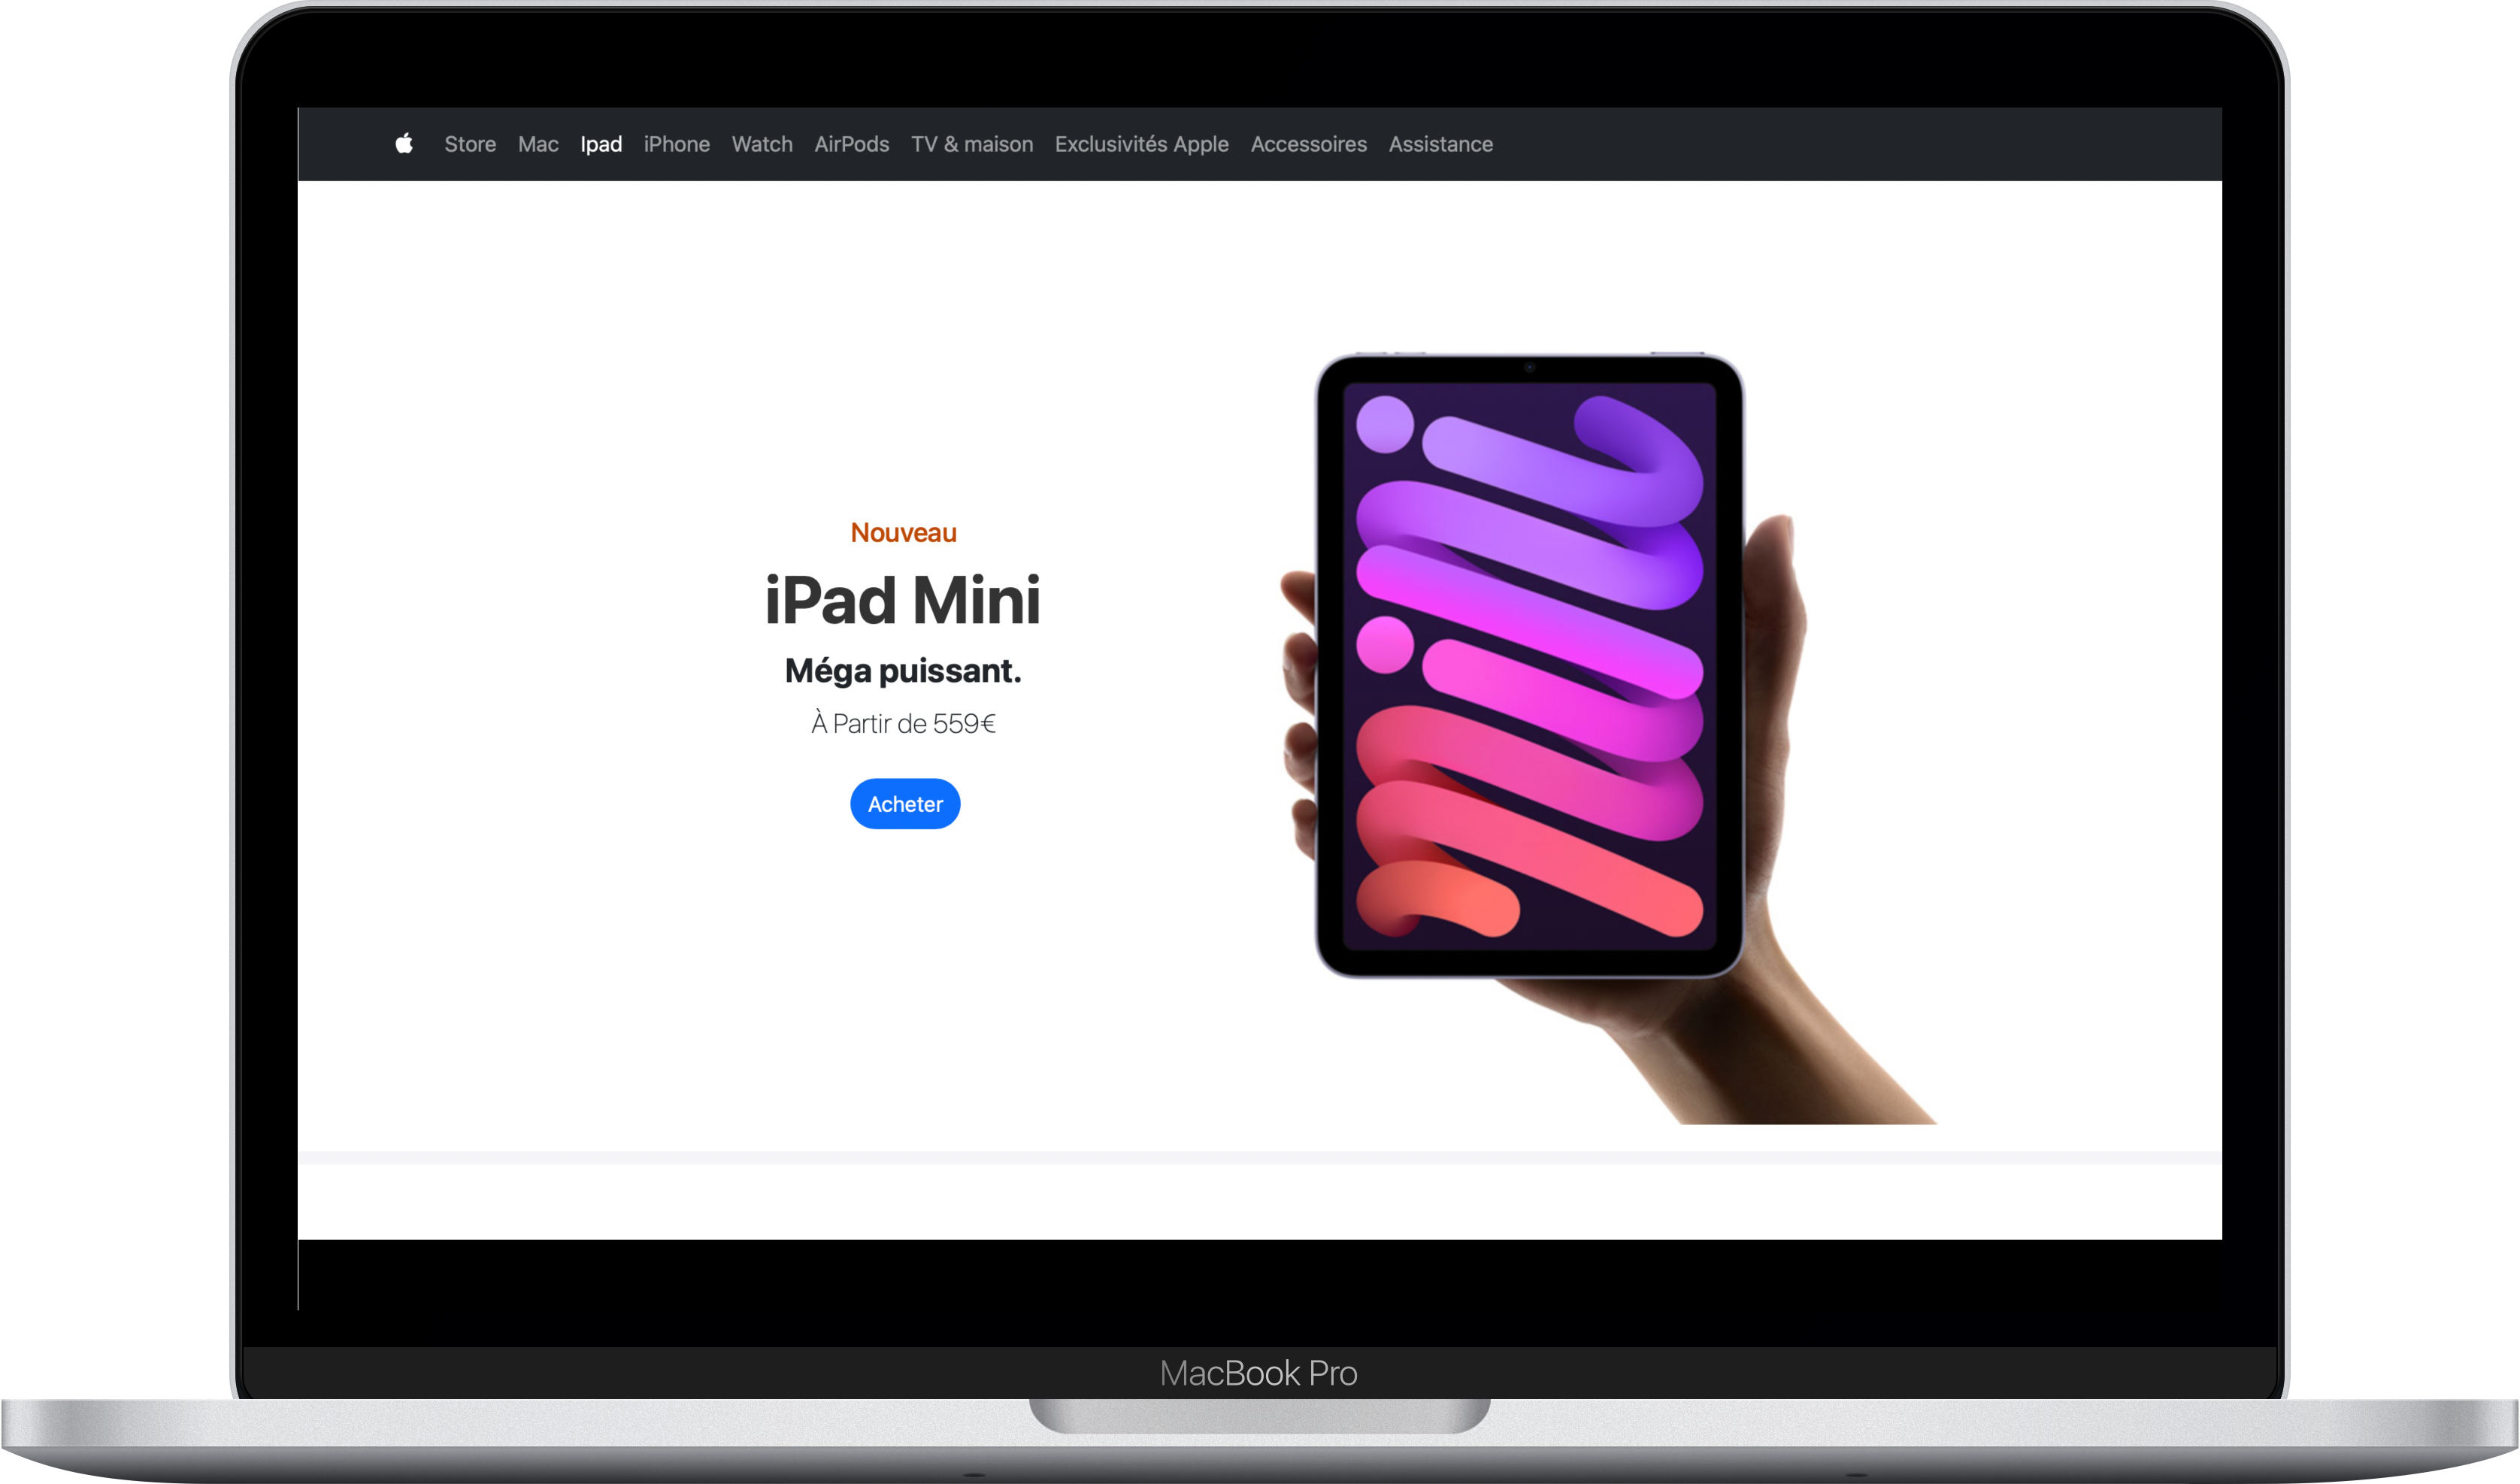 Store Mac Ipad iPhone Watch AirPods TV & maison Exclusivités Apple Accessoires Assistance
Nouveau
iPad Mini
Méga puissant.
À Partir de 559€
Acheter
MacBook Pro